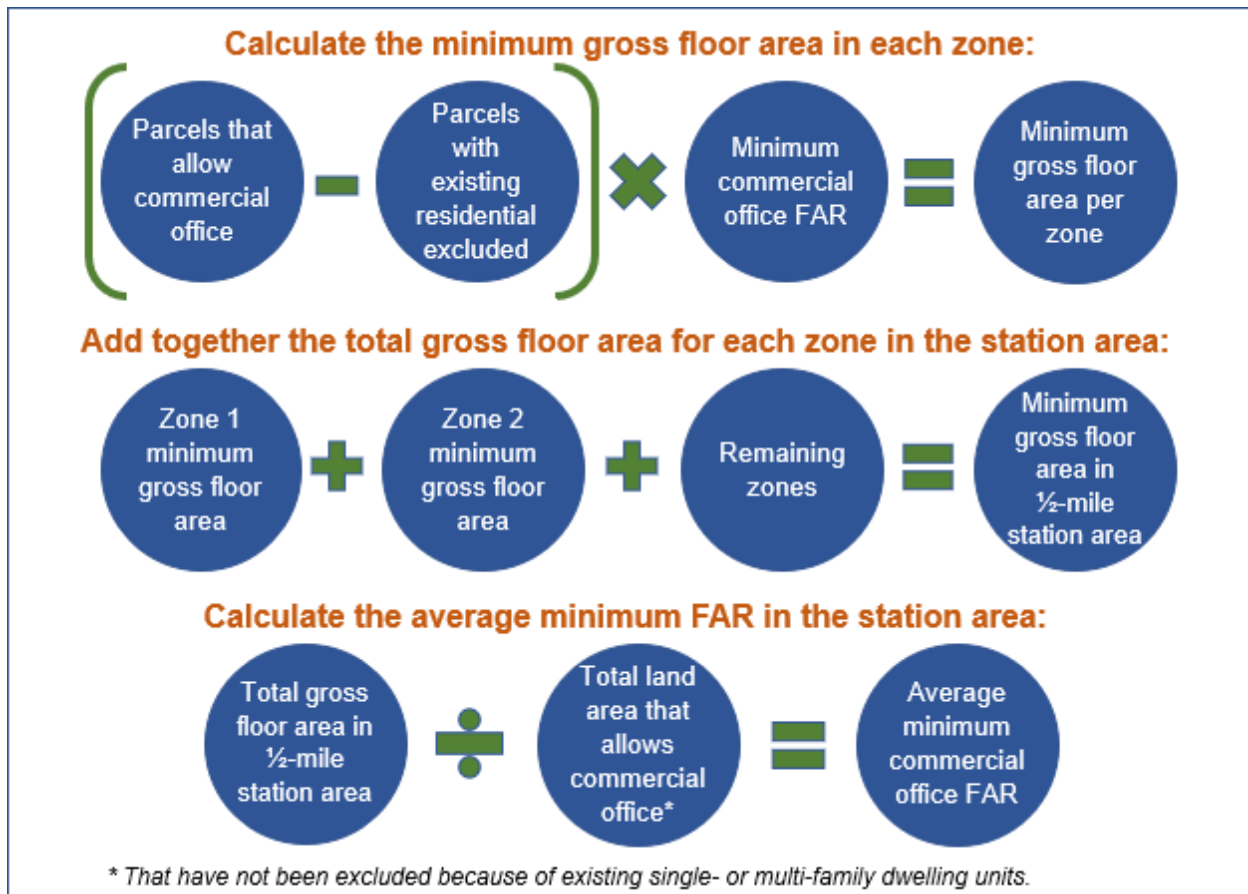 Calculate the minimum gross floor area in each zone:
Parcels that
allow
commercial
office
Parcels
with
existing
residential
excluded
Minimum
commercial
office FAR
Minimum
gross floor
area per
zone
Add together the total gross floor area for each zone in the station area:
Zone 1
minimum
gross floor
area
Zone 2
minimum
gross floor
area
Remaining
zones
Minimum
gross floor
area in
½-mile
station area
Calculate the average minimum FAR in the station area:
Total gross
floor area in
½-mile
station area
Total land
area that
allows
commercial
office*
Average
minimum
commercial
office FAR
* That have not been excluded because of existing single- or multi-family dwelling units.